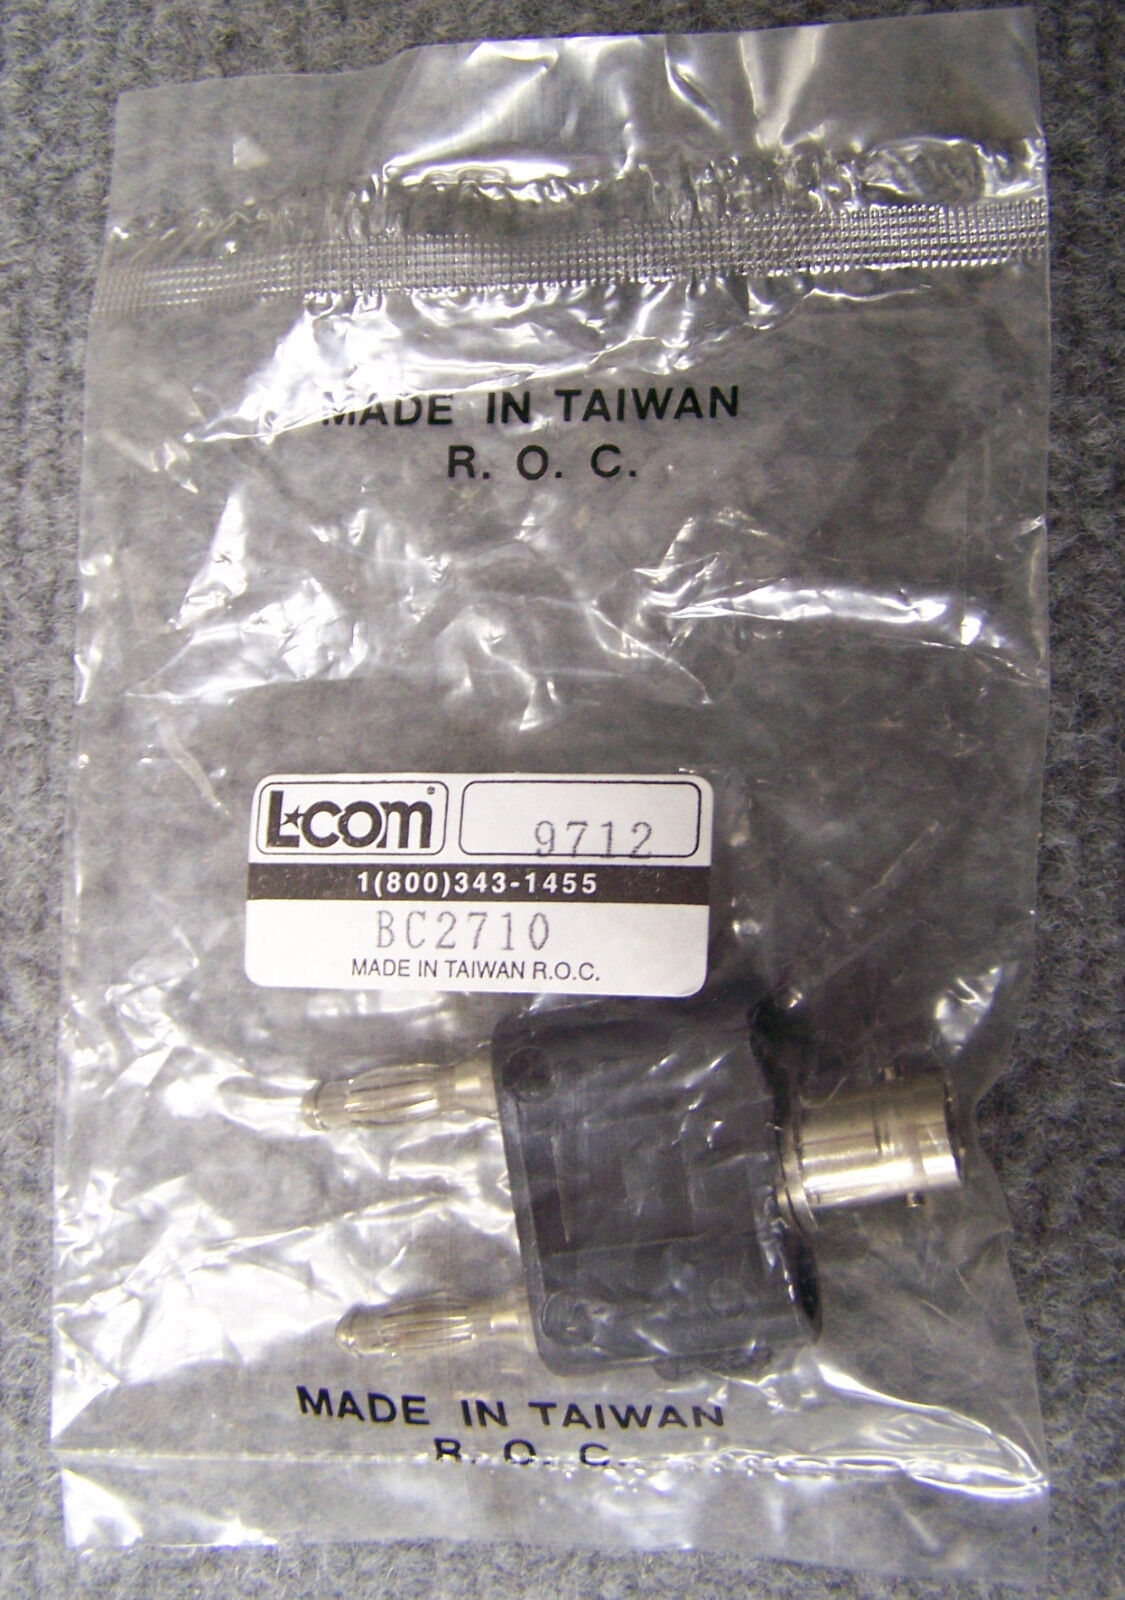 MADE IN TAIWAN
R. O. C.
L★com®
9712
1(800)343-1455
BC2710
MADE IN TAIWAN R.O.C.
MADE IN TAIWAN
R. O. C.